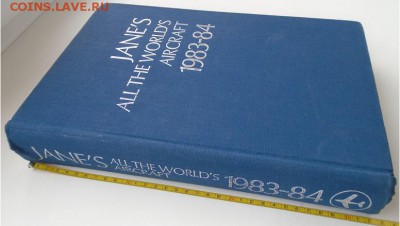 COINS.LAVE.RU
JANE'S
ALL THE WORLD'S
AIRCRAFT
1983-84
JANE'S ALL THE WORLD'S
AIRCRAFT 1983-84